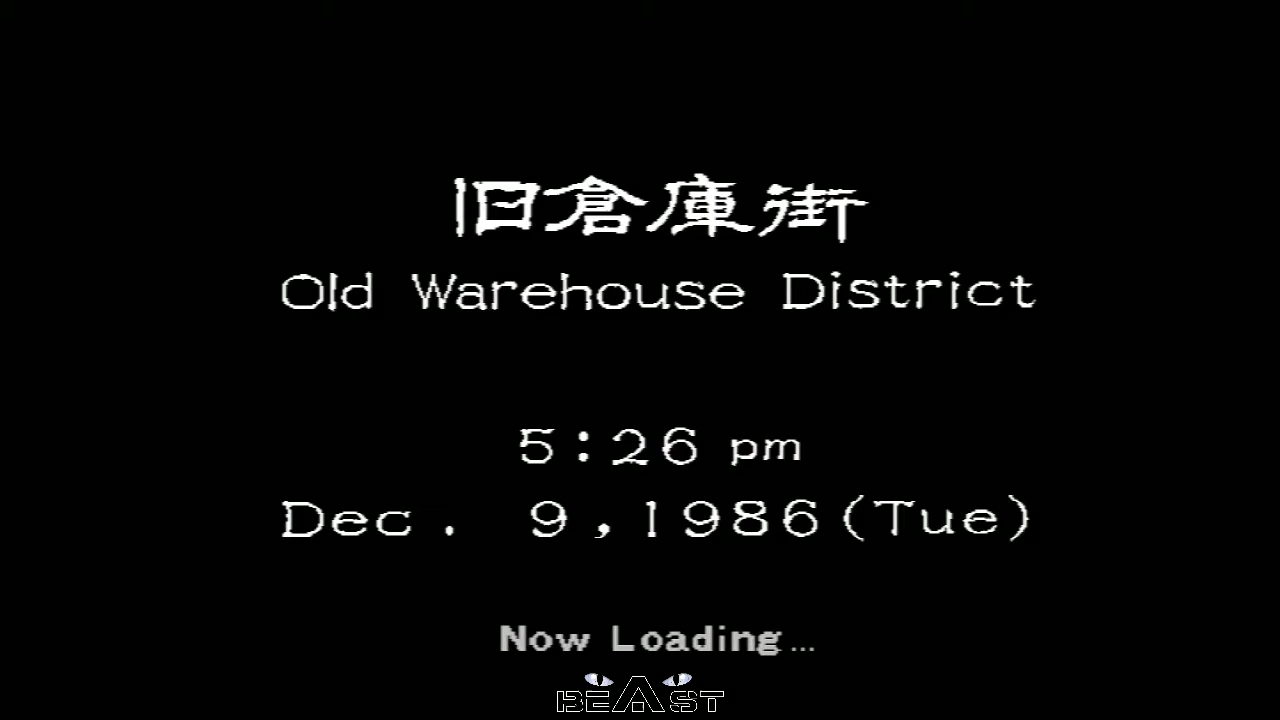 旧倉庫街
Old Warehouse District
5:26 pm
Dec. 9,1986(Tue)
Now Loading...
BEAST